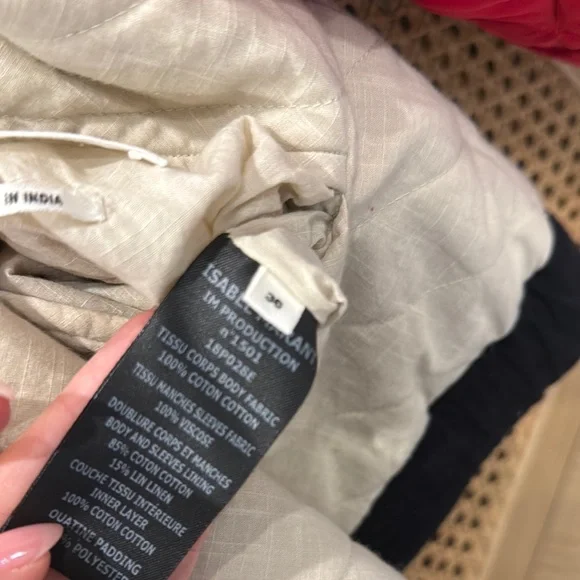 IN INDIA
36
ISABEL MARANT
IM PRODUCTION
n°1501
18P028E
TISSU CORPS BODY FABRIC
100% COTON COTTON
TISSU MANCHES SLEEVES FABRIC
100% VISCOSE
DOUBLURE CORPS ET MANCHES
BODY AND SLEEVES LINING
85% COTON COTTON
15% LIN LINEN
COUCHE TISSU INTÉRIEURE
INNER LAYER
100% COTON COTTON
OUATINE PADDING
% POLYESTER